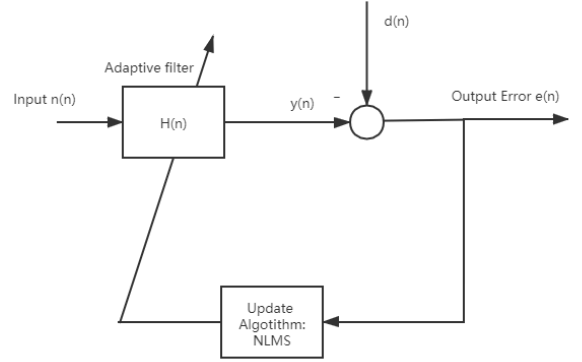 d(n)
Adaptive filter
Input n(n)
H(n)
y(n)
–
Output Error e(n)
Update
Algotithm:
NLMS